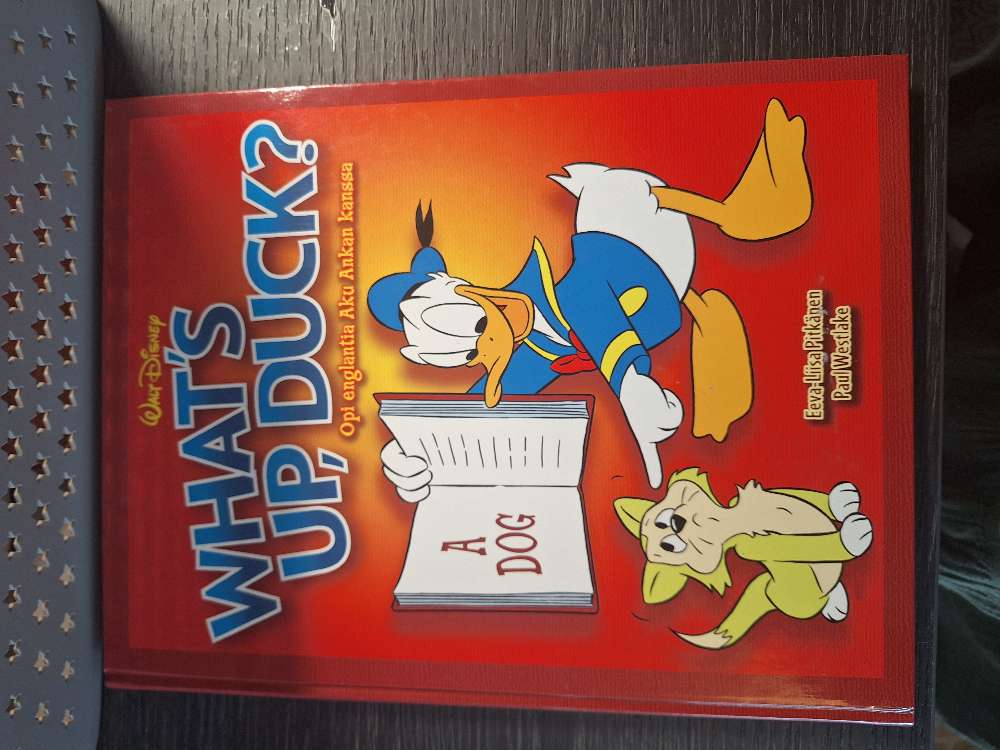 WALT DISNEY
WHAT'S
UP, DUCK?
Opi englantia Aku Ankan kanssa
A
DOG
Eeva-Liisa Pitkänen
Paul Westlake